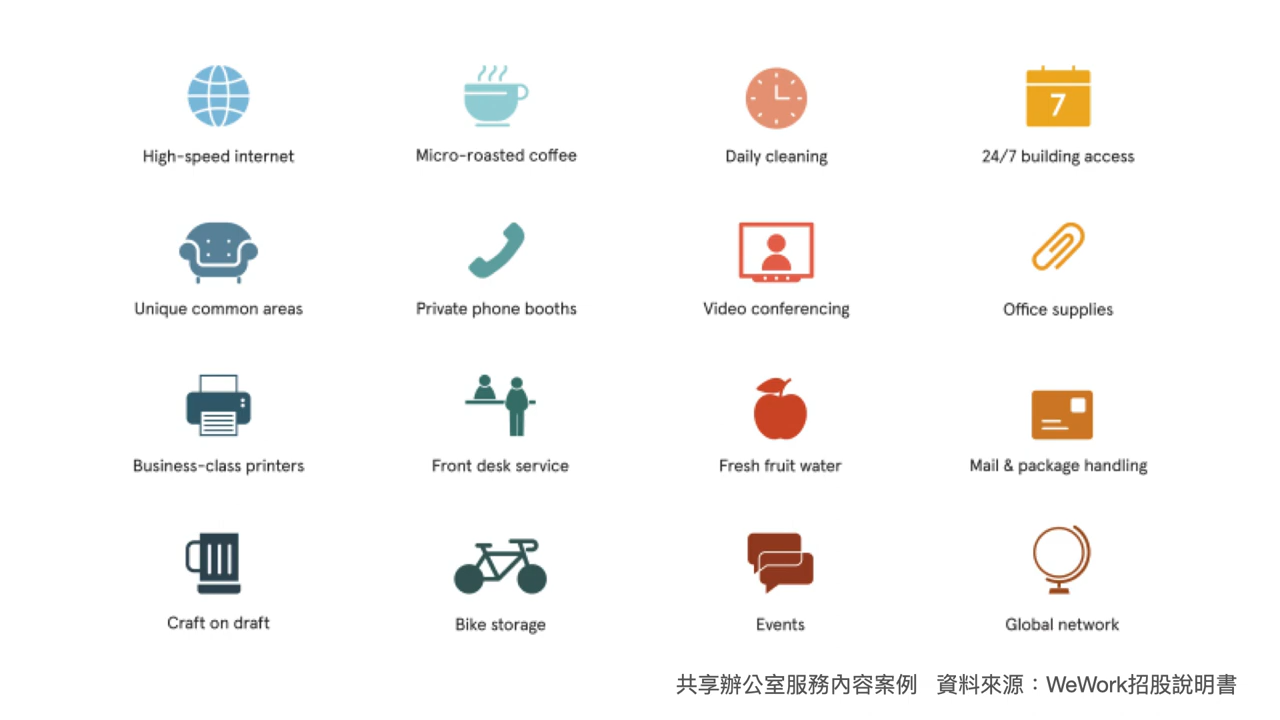 High-speed internet
Micro-roasted coffee
Daily cleaning
7
24/7 building access
Unique common areas
Private phone booths
Video conferencing
Office supplies
Business-class printers
Front desk service
Fresh fruit water
Mail & package handling
Craft on draft
Bike storage
Events
Global network
共享辦公室服務內容案例 資料來源：WeWork招股說明書